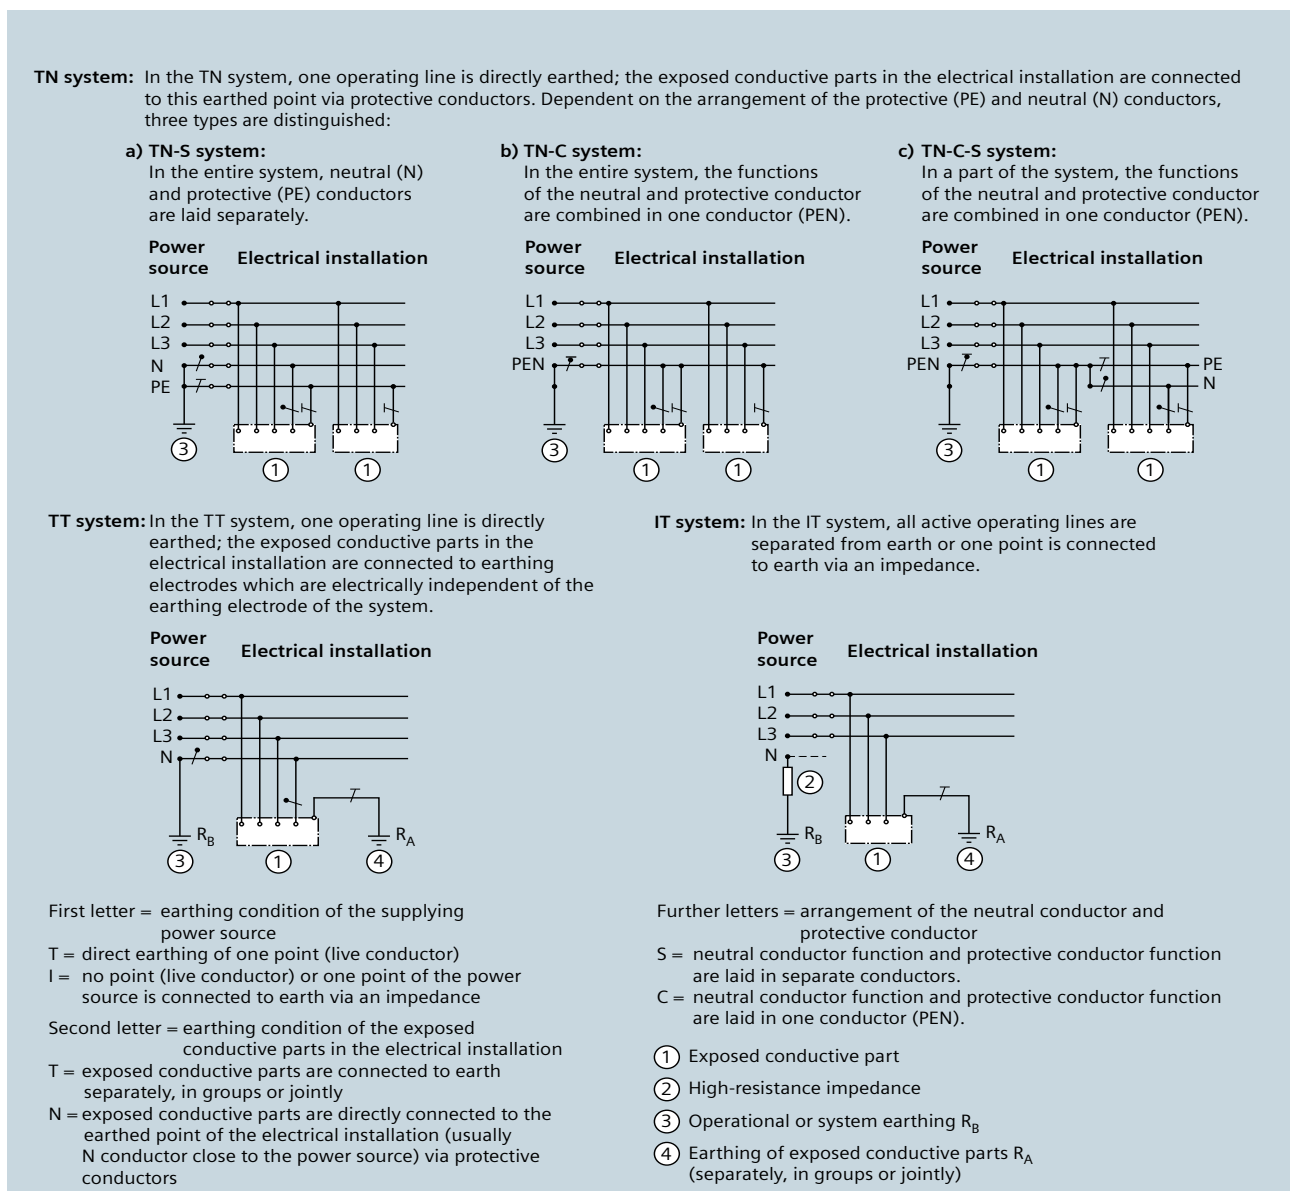 TN system: In the TN system, one operating line is directly earthed; the exposed conductive parts in the electrical installation are connected
to this earthed point via protective conductors. Dependent on the arrangement of the protective (PE) and neutral (N) conductors,
three types are distinguished:
a) TN-S system:
In the entire system, neutral (N)
and protective (PE) conductors
are laid separately.
Power
source
Electrical installation
L1
L2
L3
N
PE
3
1
1
b) TN-C system:
In the entire system, the functions
of the neutral and protective conductor
are combined in one conductor (PEN).
Power
source
Electrical installation
L1
L2
L3
PEN
3
1
1
c) TN-C-S system:
In a part of the system, the functions
of the neutral and protective conductor
are combined in one conductor (PEN).
Power
source
Electrical installation
L1
L2
L3
PEN
PE
N
3
1
1
TT system: In the TT system, one operating line is directly
earthed; the exposed conductive parts in the
electrical installation are connected to earthing
electrodes which are electrically independent of the
earthing electrode of the system.
Power
source
Electrical installation
L1
L2
L3
N
RB
RA
3
1
4
IT system: In the IT system, all active operating lines are
separated from earth or one point is connected
to earth via an impedance.
Power
source
Electrical installation
L1
L2
L3
N
2
RB
RA
3
1
4
First letter = earthing condition of the supplying
power source
T = direct earthing of one point (live conductor)
I = no point (live conductor) or one point of the power
source is connected to earth via an impedance
Second letter = earthing condition of the exposed
conductive parts in the electrical installation
T = exposed conductive parts are connected to earth
separately, in groups or jointly
N = exposed conductive parts are directly connected to the
earthed point of the electrical installation (usually
N conductor close to the power source) via protective
conductors
Further letters = arrangement of the neutral conductor and
protective conductor
S = neutral conductor function and protective conductor function
are laid in separate conductors.
C = neutral conductor function and protective conductor function
are laid in one conductor (PEN).
1 Exposed conductive part
2 High-resistance impedance
3 Operational or system earthing RB
4 Earthing of exposed conductive parts RA
(separately, in groups or jointly)